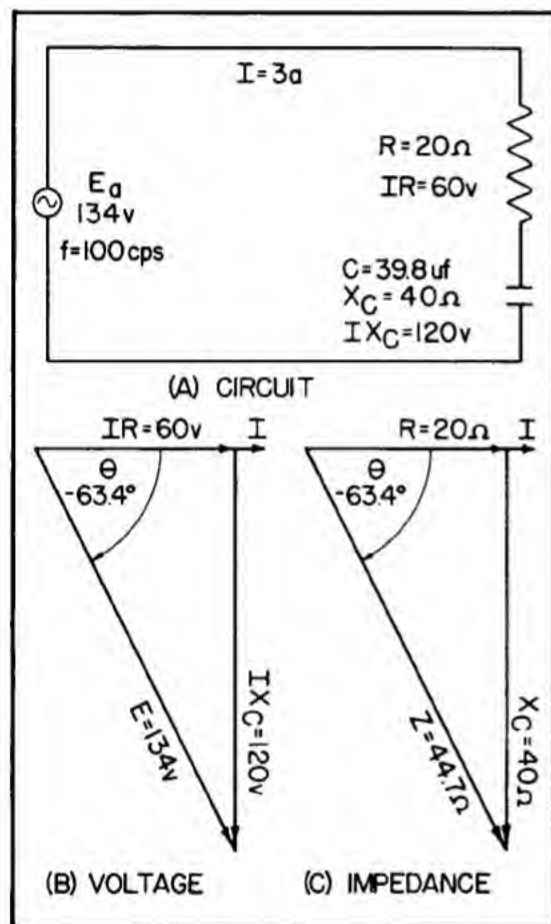 I=3a
R=20Ω
IR=60v
Ea
134v
f=100cps
C=39.8uf
XC=40Ω
IXC=120v
(A) CIRCUIT
IR=60v I
θ
-63.4°
E=134v
IXC=120v
(B) VOLTAGE
R=20Ω I
θ
-63.4°
Z=44.7Ω
XC=40Ω
(C) IMPEDANCE